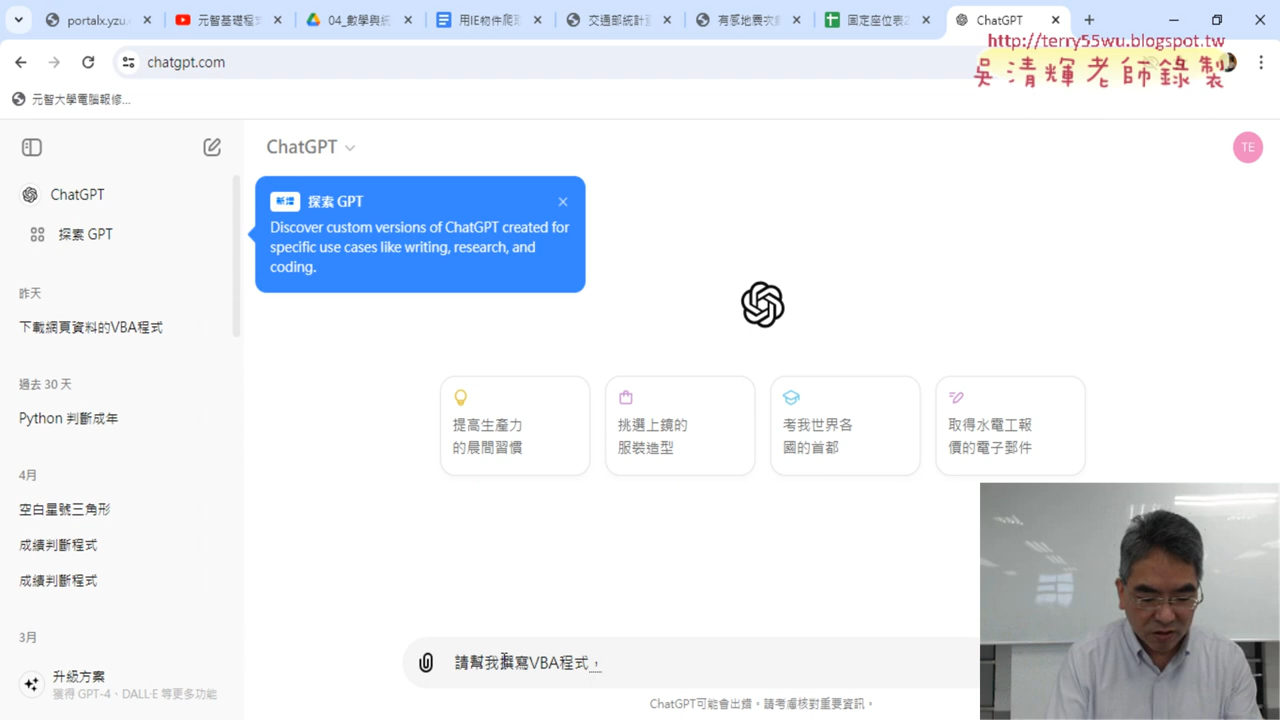 portalx.yzu.
元智基礎程式
04_數學與統
用IE物件爬取
交通部統計查
有感地震次數
固定座位表2
ChatGPT
chatgpt.com
http://terry55wu.blogspot.tw
吳清輝老師錄製
元智大學電腦報修...
ChatGPT
ChatGPT
TE
探索 GPT
新增 探索 GPT
Discover custom versions of ChatGPT created for
specific use cases like writing, research, and
coding.
昨天
下載網頁資料的VBA程式
過去 30 天
Python 判斷成年
4月
空白星號三角形
成績判斷程式
成績判斷程式
3月
升級方案
獲得 GPT-4、DALL·E 等更多功能
提高生產力
的晨間習慣
挑選上鏡的
服裝造型
考我世界各
國的首都
取得水電工報
價的電子郵件
請幫我撰寫VBA程式，
ChatGPT可能會出錯。請考慮核對重要資訊。